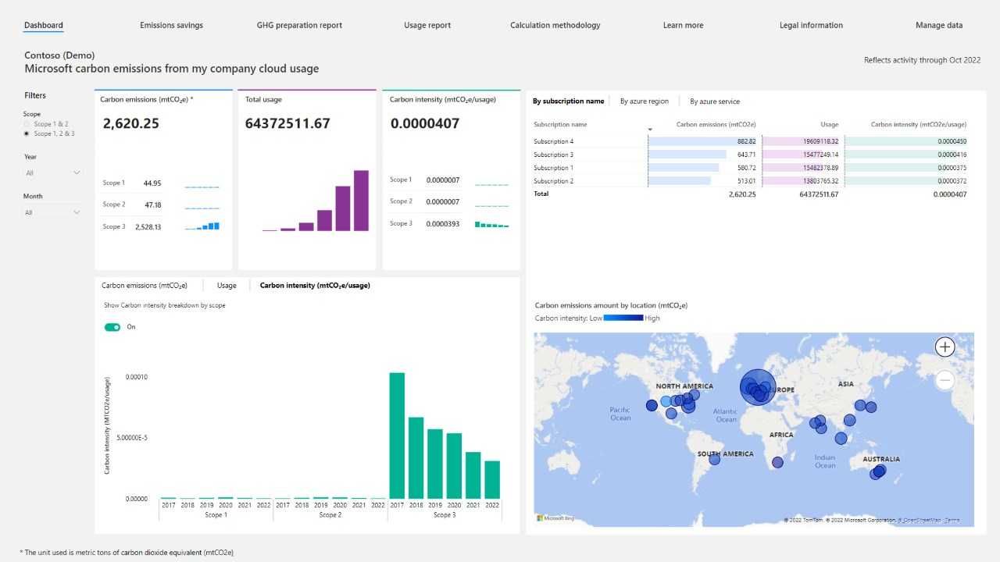 Dashboard Emissions savings GHG preparation report Usage report Calculation methodology Learn more Legal information Manage data
Contoso (Demo)
Microsoft carbon emissions from my company cloud usage
Reflects activity through Oct 2022
Filters
Scope
Scope 1 & 2
Scope 1, 2 & 3
Year
All
Month
All
Carbon emissions (mtCO₂e) *
2,620.25
Scope 1 44.95
Scope 2 47.18
Scope 3 2,528.13
Total usage
64372511.67
Carbon intensity (mtCO₂e/usage)
0.0000407
Scope 1 0.0000007
Scope 2 0.0000007
Scope 3 0.0000393
By subscription name By azure region By azure service
Subscription name Carbon emissions (mtCO2e) Usage Carbon intensity (mtCO2e/usage)
Subscription 4 882.82 19609118.32 0.0000450
Subscription 3 643.71 15477249.14 0.0000416
Subscription 1 580.72 15482378.89 0.0000375
Subscription 2 513.01 13803765.32 0.0000372
Total 2,620.25 64372511.67 0.0000407
Carbon emissions (mtCO₂e) Usage Carbon intensity (mtCO₂e/usage)
Show Carbon intensity breakdown by scope
On
Carbon intensity (MTCO2e/usage)
0.00010
5.00000E-5
0.00000
2017 2018 2019 2020 2021 2022 2017 2018 2019 2020 2021 2022 2017 2018 2019 2020 2021 2022
Scope 1 Scope 2 Scope 3
Carbon emissions amount by location (mtCO₂e)
Carbon intensity: Low High
NORTH AMERICA
EUROPE
ASIA
Pacific
Ocean
Atlantic
Ocean
AFRICA
SOUTH AMERICA
Indian
Ocean
AUSTRALIA
Microsoft Bing
© 2022 TomTom, © 2022 Microsoft Corporation, © OpenStreetMap Terms
* The unit used is metric tons of carbon dioxide equivalent (mtCO2e)